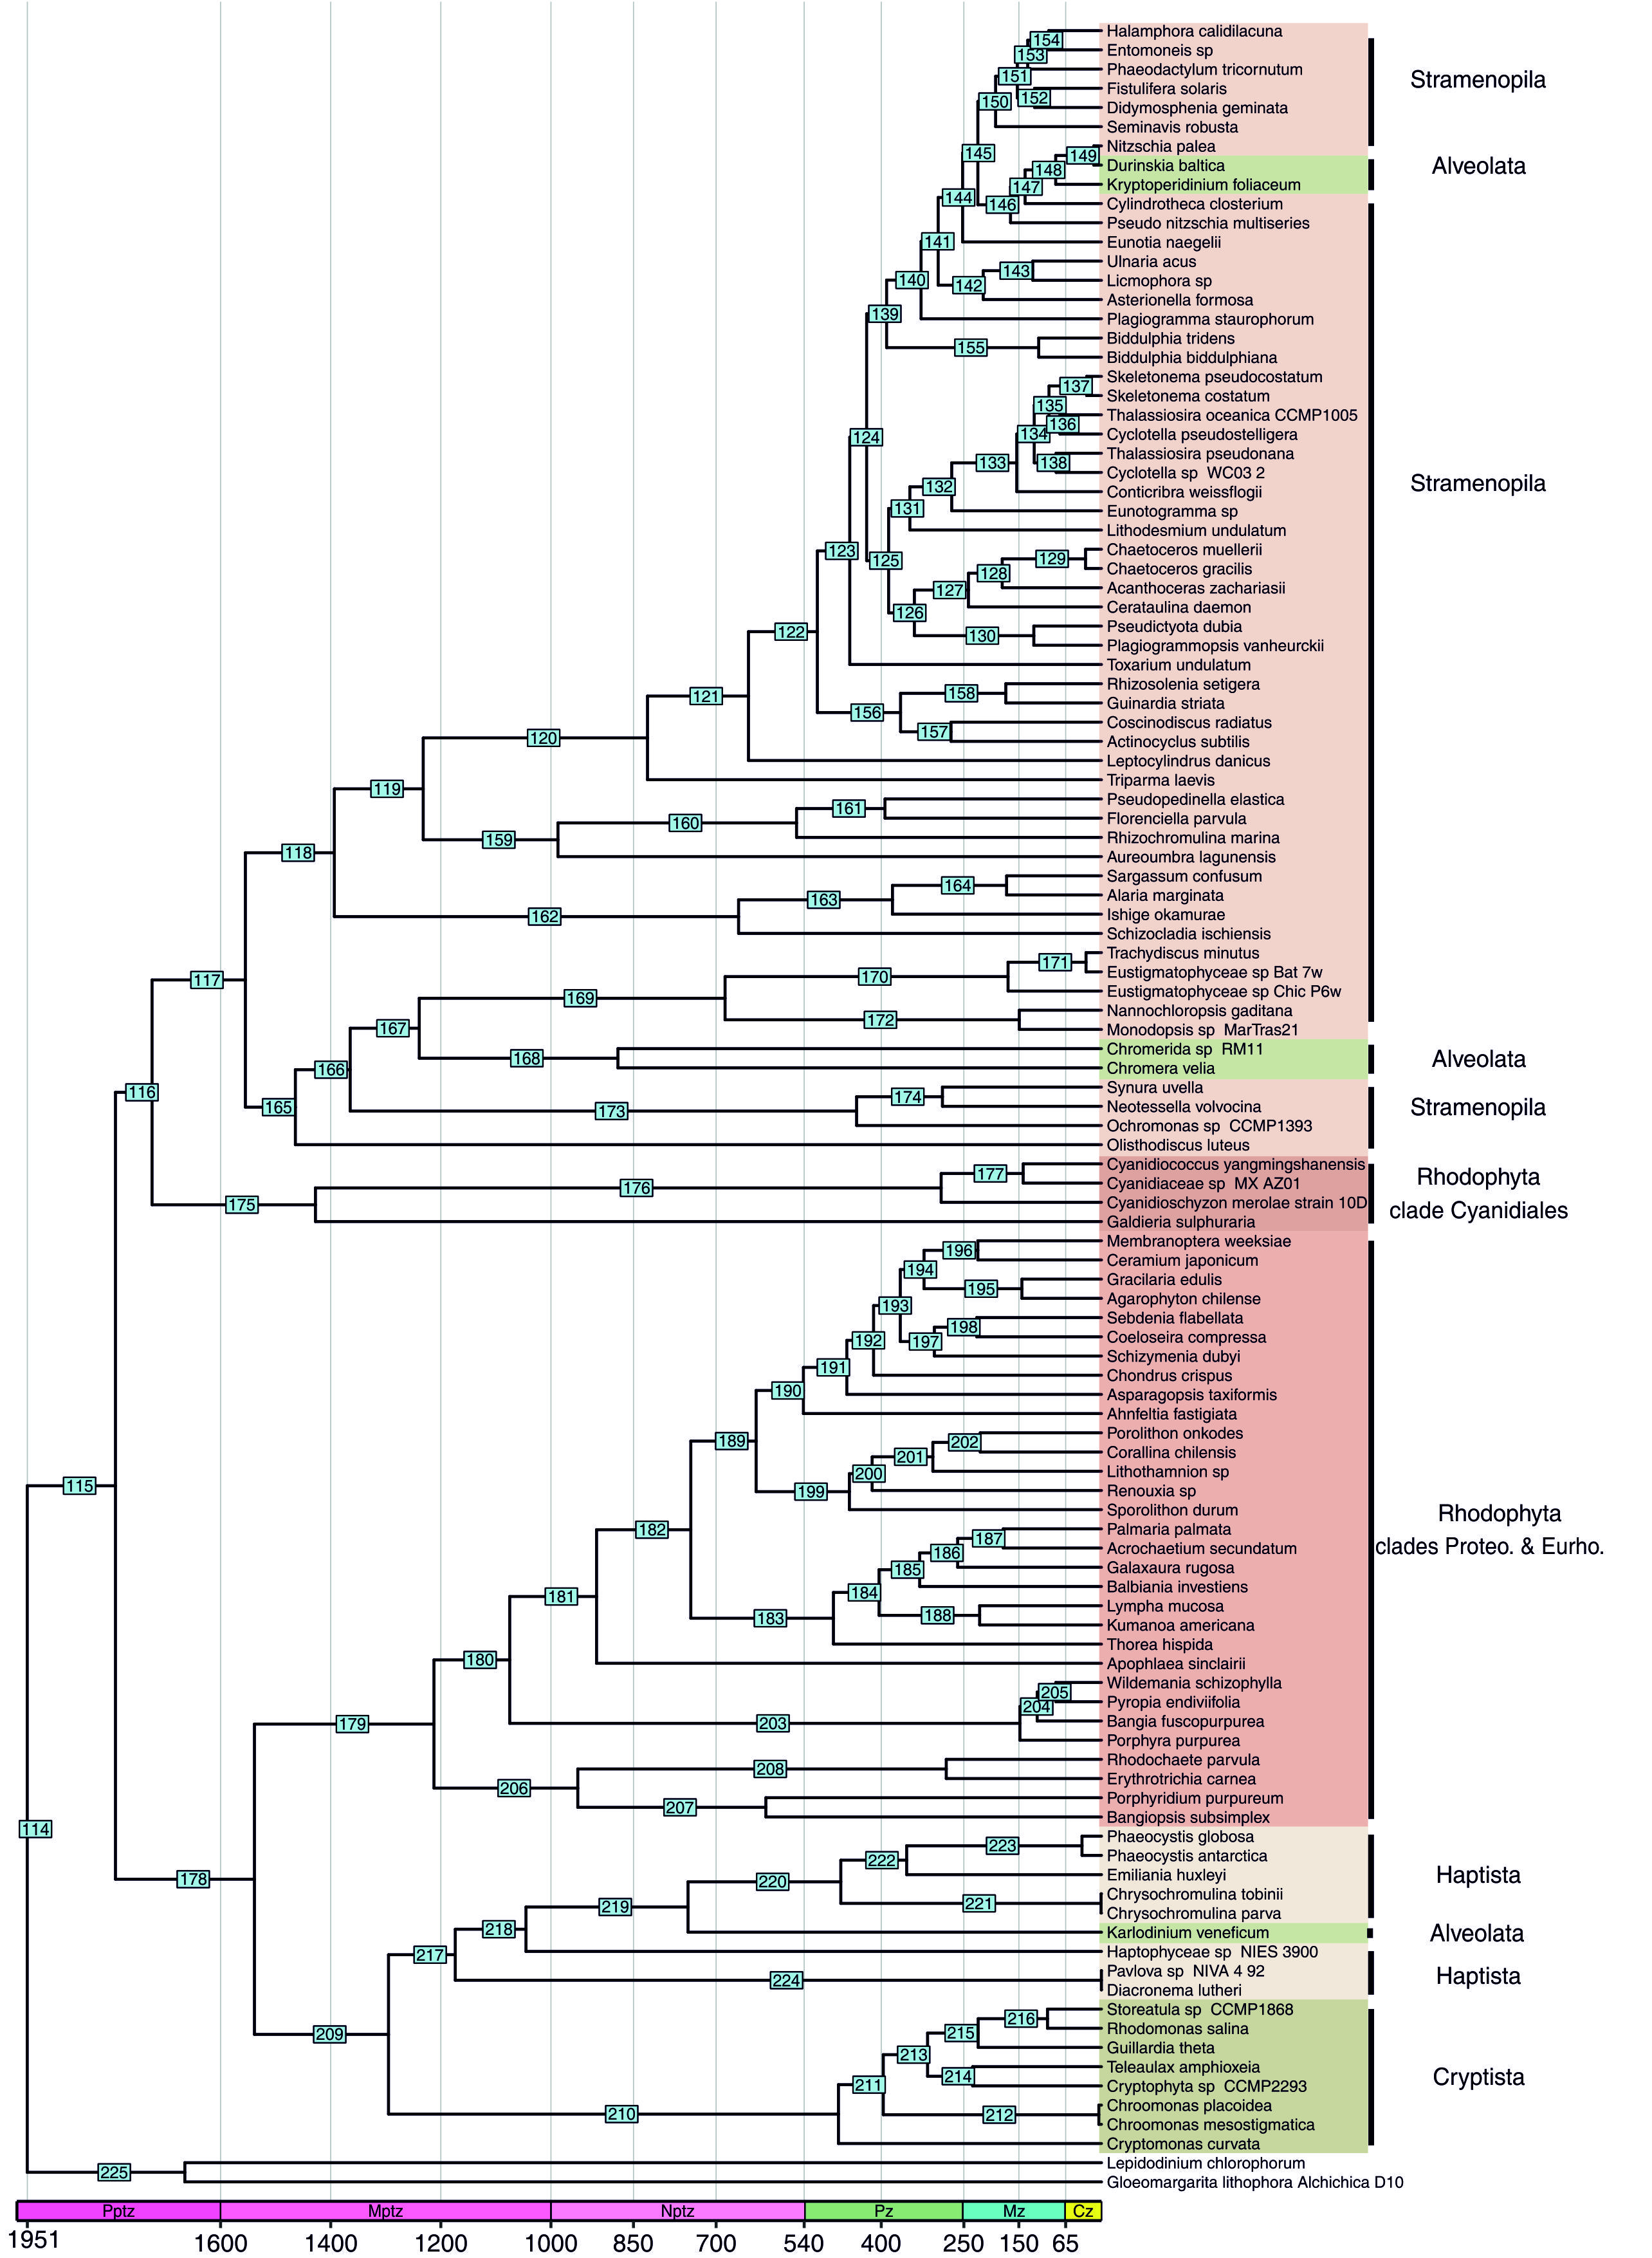 Halamphora calidilacuna
154
Entomoneis sp
153
Phaeodactylum tricornutum
151
Stramenopila
Fistulifera solaris
152
150
Didymosphenia geminata
Seminavis robusta
Nitzschia palea
145
149
Durinskia baltica
Alveolata
148
Kryptoperidinium foliaceum
147
144
Cylindrotheca closterium
146
Pseudo nitzschia multiseries
Eunotia naegelii
141
Ulnaria acus
143
Licmophora sp
140
142
Asterionella formosa
139
Plagiogramma staurophorum
Biddulphia tridens
155
Biddulphia biddulphiana
Skeletonema pseudocostatum
137
Skeletonema costatum
135
Thalassiosira oceanica CCMP1005
136
Cyclotella pseudostelligera
134
124
Thalassiosira pseudonana
133
138
Cyclotella sp WC03 2
Stramenopila
132
Conticribra weissflogii
131
Eunotogramma sp
Lithodesmium undulatum
123
Chaetoceros muellerii
125
129
Chaetoceros gracilis
128
Acanthoceras zachariasii
127
Cerataulina daemon
126
Pseudictyota dubia
122
130
Plagiogrammopsis vanheurckii
Toxarium undulatum
Rhizosolenia setigera
121
158
Guinardia striata
156
Coscinodiscus radiatus
157
120
Actinocyclus subtilis
Leptocylindrus danicus
Triparma laevis
119
Pseudopedinella elastica
161
Florenciella parvula
160
Rhizochromulina marina
159
118
Aureoumbra lagunensis
Sargassum confusum
164
Alaria marginata
163
Ishige okamurae
162
Schizocladia ischiensis
Trachydiscus minutus
171
Eustigmatophyceae sp Bat 7w
117
170
Eustigmatophyceae sp Chic P6w
169
Nannochloropsis gaditana
172
Monodopsis sp MarTras21
167
Chromerida sp RM11
Alveolata
168
Chromera velia
166
Synura uvella
116
174
Neotessella volvocina
Stramenopila
165
173
Ochromonas sp CCMP1393
Olisthodiscus luteus
Cyanidiococcus yangmingshanensis
Rhodophyta
177
Cyanidiaceae sp MX AZ01
176
Cyanidioschyzon merolae strain 10D
clade Cyanidiales
175
Galdieria sulphuraria
Membranoptera weeksiae
196
Ceramium japonicum
194
Gracilaria edulis
195
Agarophyton chilense
193
Sebdenia flabellata
198
Coeloseira compressa
192
197
Schizymenia dubyi
191
Chondrus crispus
190
Asparagopsis taxiformis
Ahnfeltia fastigiata
Porolithon onkodes
189
202
Corallina chilensis
201
Lithothamnion sp
200
115
199
Renouxia sp
Sporolithon durum
Rhodophyta
182
Palmaria palmata
187
Acrochaetium secundatum
clades Proteo. & Eurho.
186
Galaxaura rugosa
185
Balbiania investiens
184
181
Lympha mucosa
188
183
Kumanoa americana
Thorea hispida
180
Apophlaea sinclairii
Wildemania schizophylla
205
Pyropia endiviifolia
204
Bangia fuscopurpurea
179
203
Porphyra purpurea
Rhodochaete parvula
208
Erythrotrichia carnea
206
Porphyridium purpureum
207
Bangiopsis subsimplex
114
Phaeocystis globosa
223
Phaeocystis antarctica
222
Emiliania huxleyi
Haptista
178
220
Chrysochromulina tobinii
221
219
Chrysochromulina parva
218
Karlodinium veneficum
Alveolata
217
Haptophyceae sp NIES 3900
Pavlova sp NIVA 4 92
Haptista
224
Diacronema lutheri
Storeatula sp CCMP1868
216
Rhodomonas salina
209
215
Guillardia theta
213
Teleaulax amphioxeia
214
Cryptista
211
Cryptophyta sp CCMP2293
Chroomonas placoidea
210
212
Chroomonas mesostigmatica
Cryptomonas curvata
Lepidodinium chlorophorum
225
Gloeomargarita lithophora Alchichica D10
Pptz Mptz Nptz Pz Mz Cz
1951 1600 1400 1200 1000 850 700 540 400 250 150 65